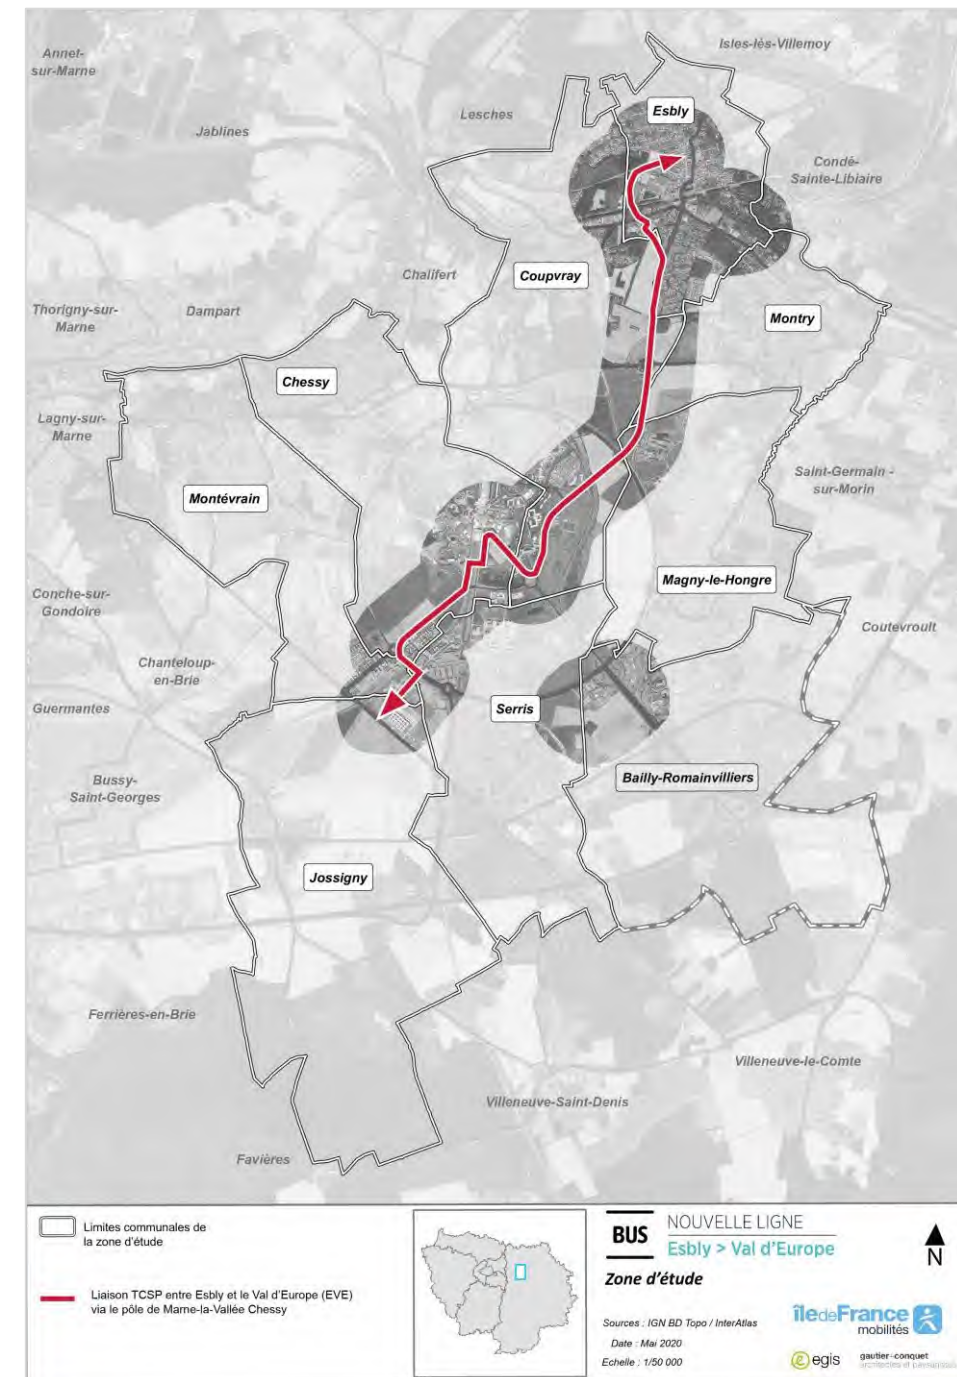 Isles-lés-Villemoy
Annet-
sur-Marne
Esbly
Lesches
Jablines
Condé-
Sainte-Libiaire
Chalifert
Coupvray
Thorigny-sur-
Marne
Dampart
Montry
Chessy
Lagny-sur-
Marne
Saint-Germain -
sur-Morin
Montévrain
Magny-le-Hongre
Conche-sur-
Gondoire
Coutevroult
Chanteloup-
en-Brie
Guermantes
Serris
Bussy-
Saint-Georges
Bailly-Romainvilliers
Jossigny
Ferrières-en-Brie
Villeneuve-le-Comte
Villeneuve-Saint-Denis
Favières
Limites communales de
la zone d'étude
Liaison TCSP entre Esbly et le Val d'Europe (EVE)
via le pôle de Marne-la-Vallée Chessy
BUS
NOUVELLE LIGNE
Esbly > Val d'Europe
N
Zone d'étude
Sources : IGN BD Topo / InterAtlas
Date : Mai 2020
Echelle : 1/50 000
îledeFrance
mobilités
egis
gautier+conquet
architectes et paysagistes